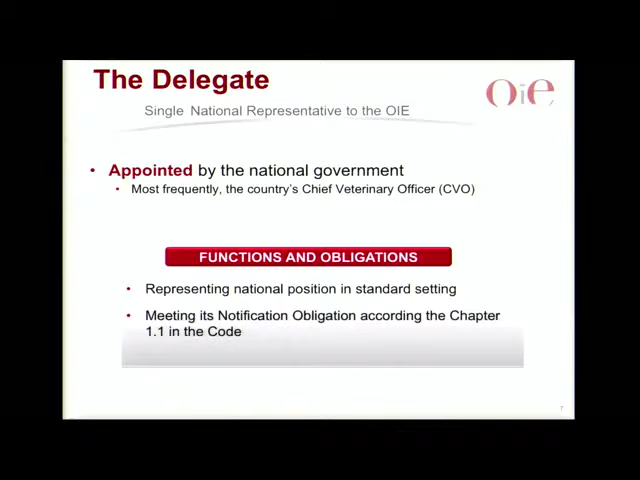 The Delegate
Single National Representative to the OIE
OiE
• Appointed by the national government
• Most frequently, the country's Chief Veterinary Officer (CVO)
FUNCTIONS AND OBLIGATIONS
• Representing national position in standard setting
• Meeting its Notification Obligation according the Chapter
1.1 in the Code
7